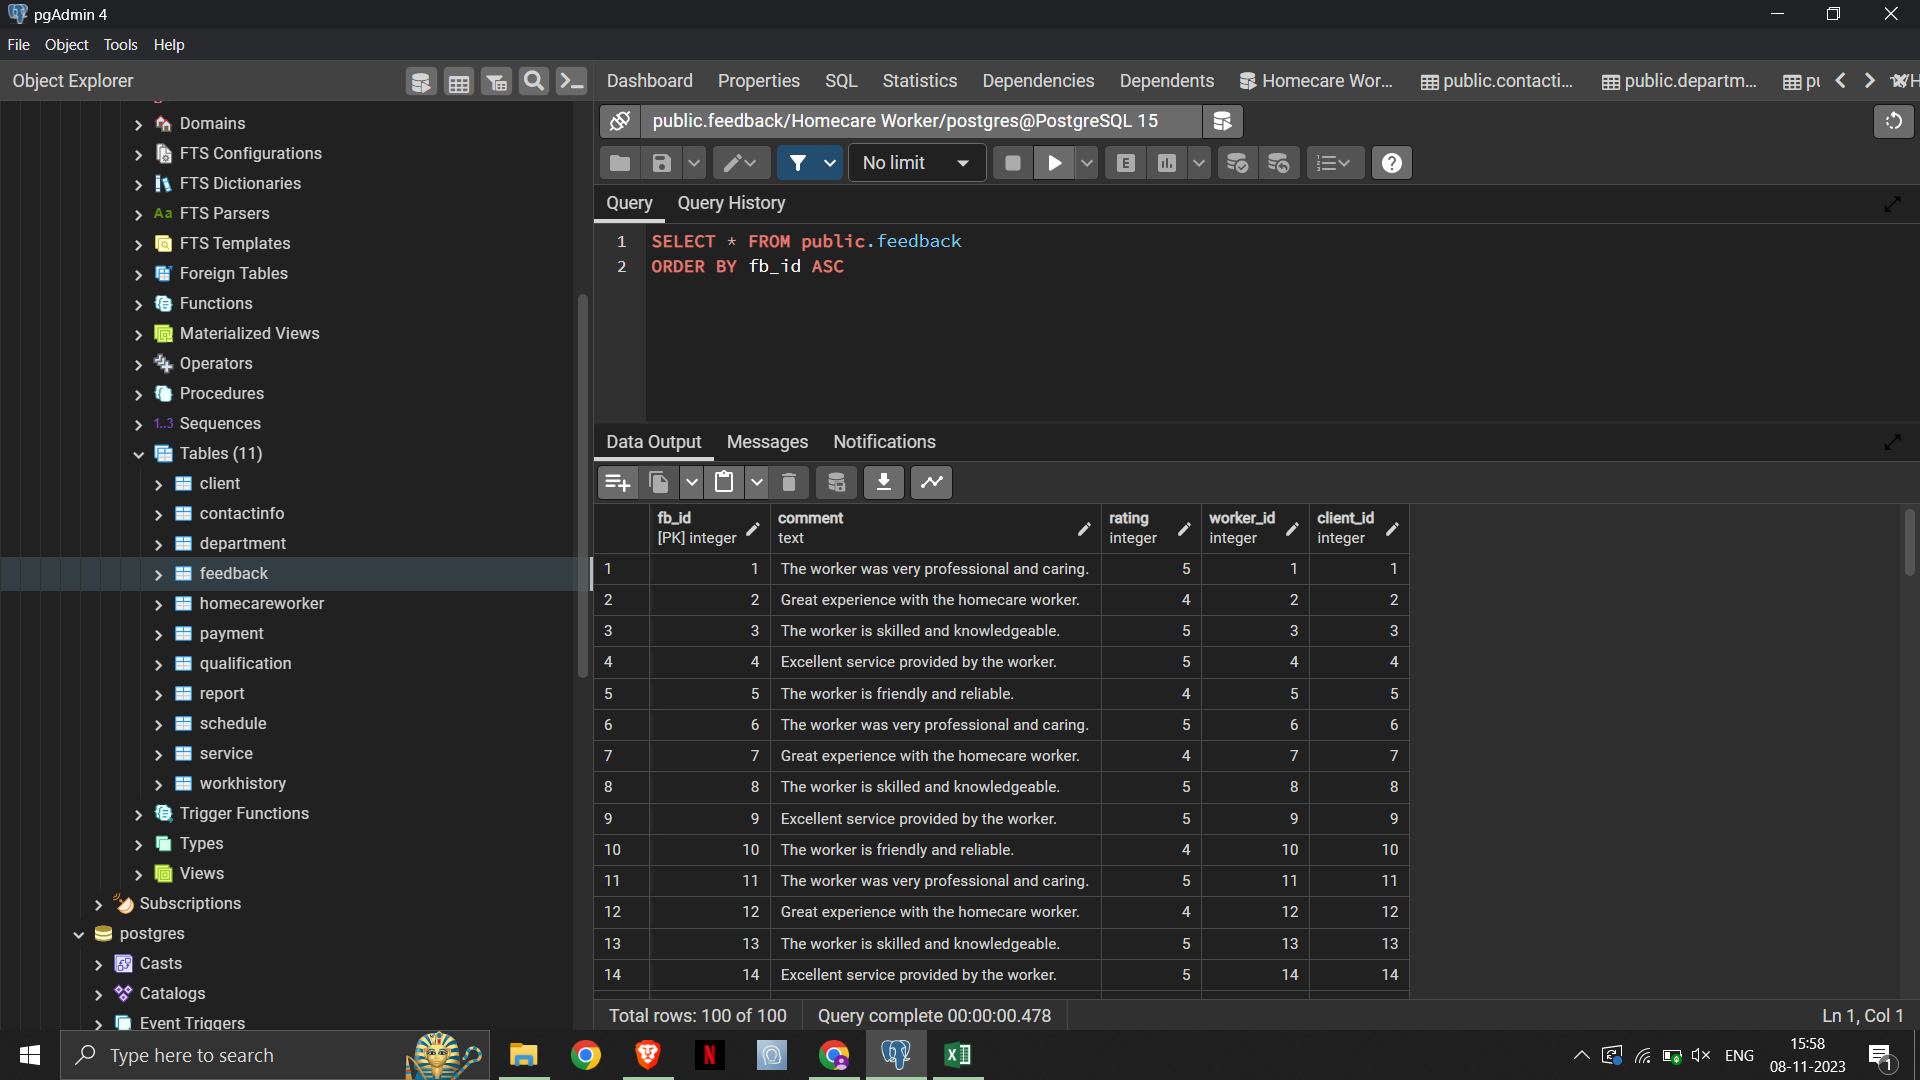 pgAdmin 4
File Object Tools Help
Object Explorer
Dashboard Properties SQL Statistics Dependencies Dependents Homecare Wor... public.contacti... public.departm...
public.feedback/Homecare Worker/postgres@PostgreSQL 15
No limit
E
Query Query History
1 SELECT * FROM public.feedback
2 ORDER BY fb_id ASC
Domains
FTS Configurations
FTS Dictionaries
Aa FTS Parsers
FTS Templates
Foreign Tables
Functions
Materialized Views
Operators
Procedures
1..3 Sequences
Tables (11)
client
contactinfo
department
feedback
homecareworker
payment
qualification
report
schedule
service
workhistory
Trigger Functions
Types
Views
Subscriptions
postgres
Casts
Catalogs
Event Triggers
Data Output Messages Notifications
fb_id comment rating worker_id client_id
[PK] integer text integer integer integer
1 1 The worker was very professional and caring. 5 1 1
2 2 Great experience with the homecare worker. 4 2 2
3 3 The worker is skilled and knowledgeable. 5 3 3
4 4 Excellent service provided by the worker. 5 4 4
5 5 The worker is friendly and reliable. 4 5 5
6 6 The worker was very professional and caring. 5 6 6
7 7 Great experience with the homecare worker. 4 7 7
8 8 The worker is skilled and knowledgeable. 5 8 8
9 9 Excellent service provided by the worker. 5 9 9
10 10 The worker is friendly and reliable. 4 10 10
11 11 The worker was very professional and caring. 5 11 11
12 12 Great experience with the homecare worker. 4 12 12
13 13 The worker is skilled and knowledgeable. 5 13 13
14 14 Excellent service provided by the worker. 5 14 14
Total rows: 100 of 100 Query complete 00:00:00.478 Ln 1, Col 1
Type here to search
N
ENG
15:58
08-11-2023
1